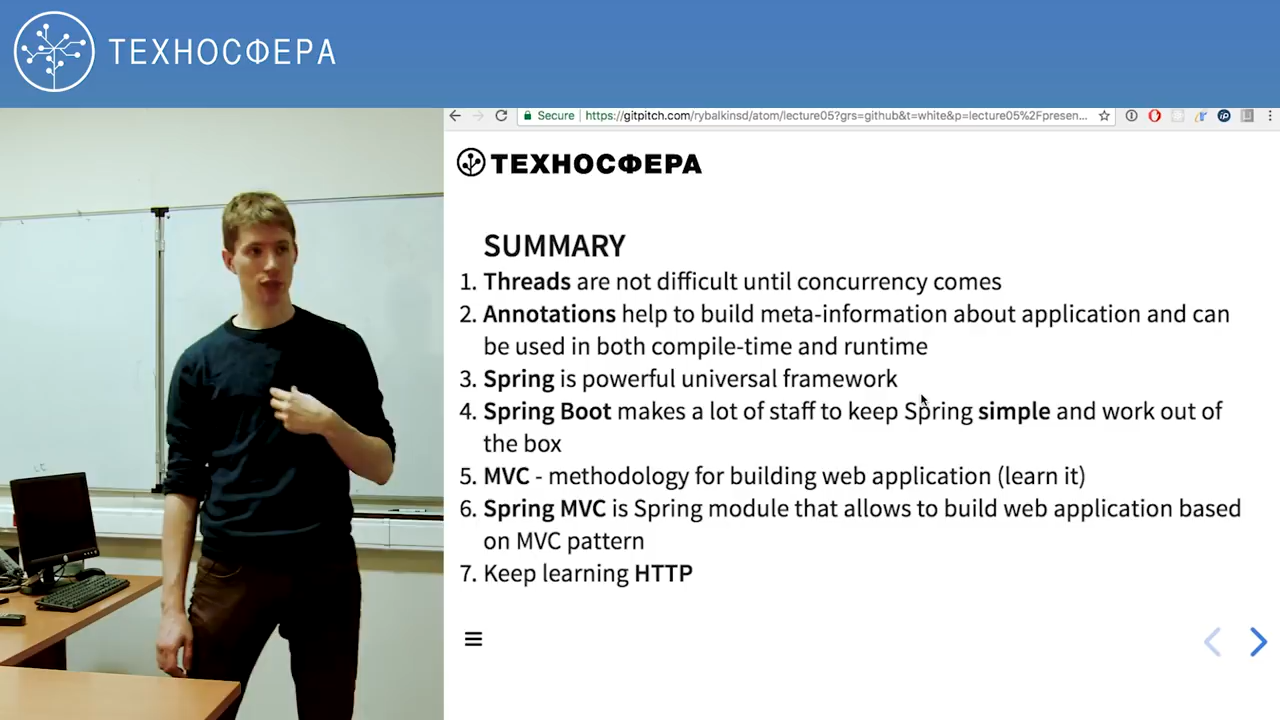 ТЕХНОСФЕРА
Secure https://gitpitch.com/rybalkinsd/atom/lecture05?grs=github&t=white&p=lecture05%2Fpresen...
ТЕХНОСФЕРА
SUMMARY
1. Threads are not difficult until concurrency comes
2. Annotations help to build meta-information about application and can
be used in both compile-time and runtime
3. Spring is powerful universal framework
4. Spring Boot makes a lot of staff to keep Spring simple and work out of
the box
5. MVC - methodology for building web application (learn it)
6. Spring MVC is Spring module that allows to build web application based
on MVC pattern
7. Keep learning HTTP